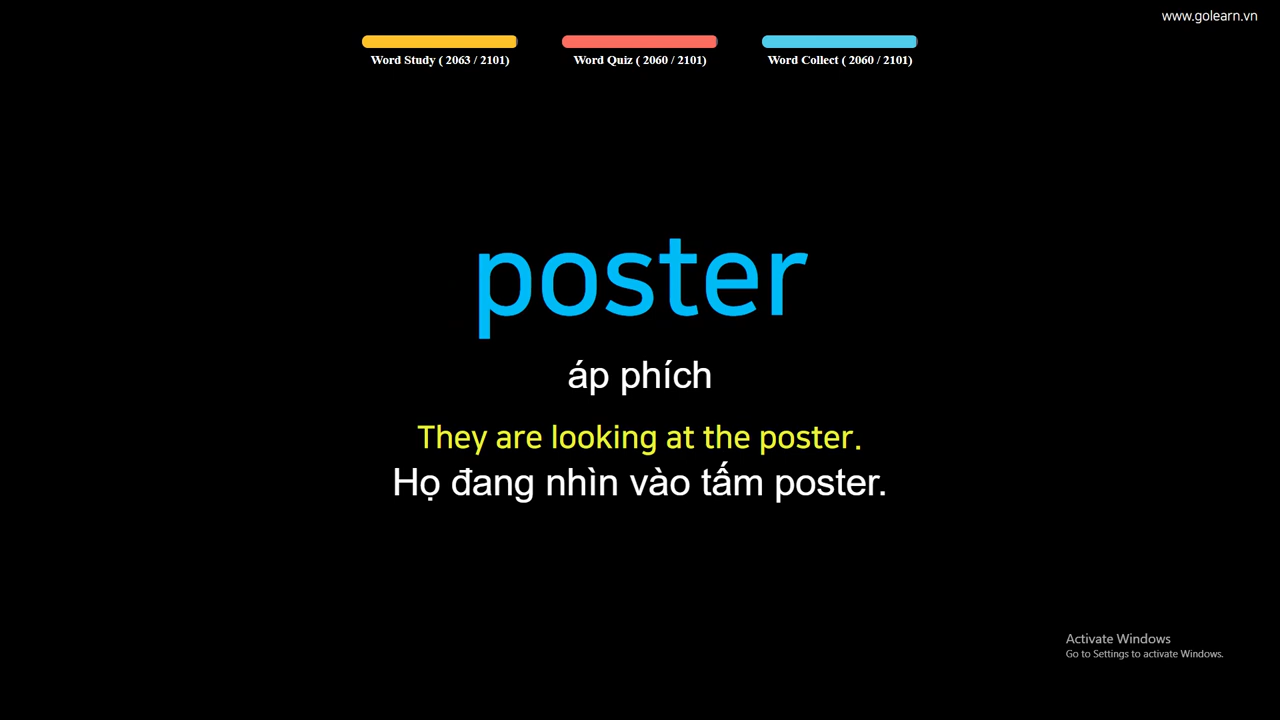 www.golearn.vn
Word Study ( 2063 / 2101)
Word Quiz ( 2060 / 2101)
Word Collect ( 2060 / 2101)
poster
áp phích
They are looking at the poster.
Họ đang nhìn vào tấm poster.
Activate Windows
Go to Settings to activate Windows.